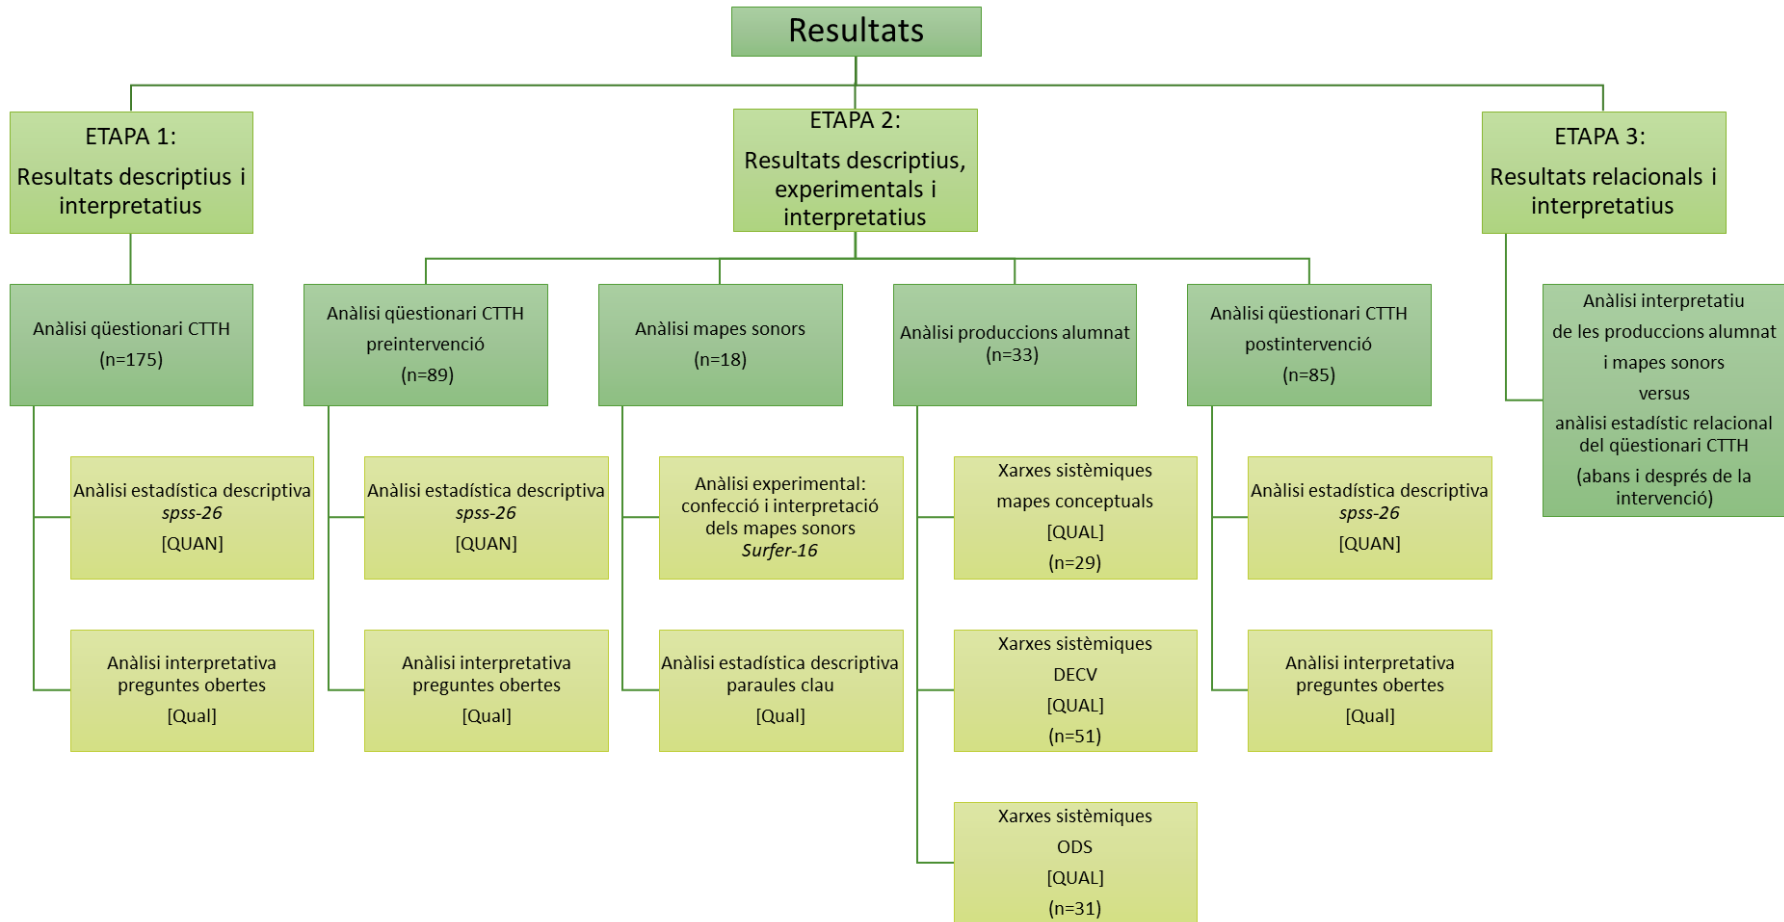 Resultats
ETAPA 1:
Resultats descriptius i
interpretatius
ETAPA 2:
Resultats descriptius,
experimentals i
interpretatius
ETAPA 3:
Resultats relacionals i
interpretatius
Anàlisi qüestionari CTTH
(n=175)
Anàlisi qüestionari CTTH
preintervenció
(n=89)
Anàlisi mapes sonors
(n=18)
Anàlisi produccions alumnat
(n=33)
Anàlisi qüestionari CTTH
postintervenció
(n=85)
Anàlisi interpretatiu
de les produccions alumnat
i mapes sonors
versus
anàlisi estadístic relacional
del qüestionari CTTH
(abans i després de la
intervenció)
Anàlisi estadística descriptiva
spss-26
[QUAN]
Anàlisi estadística descriptiva
spss-26
[QUAN]
Anàlisi experimental:
confecció i interpretació
dels mapes sonors
Surfer-16
Xarxes sistèmiques
mapes conceptuals
[QUAL]
(n=29)
Anàlisi estadística descriptiva
spss-26
[QUAN]
Anàlisi interpretativa
preguntes obertes
[Qual]
Anàlisi interpretativa
preguntes obertes
[Qual]
Anàlisi estadística descriptiva
paraules clau
[Qual]
Xarxes sistèmiques
DECV
[QUAL]
(n=51)
Anàlisi interpretativa
preguntes obertes
[Qual]
Xarxes sistèmiques
ODS
[QUAL]
(n=31)